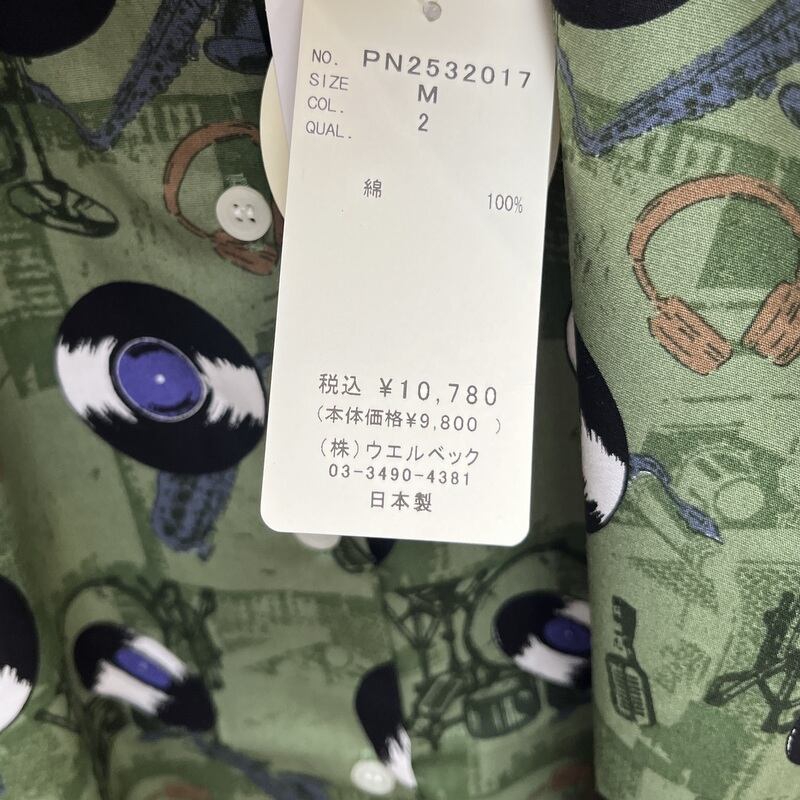 NO. PN2532017
SIZE M
COL. 2
QUAL.
綿 100%
税込 ¥10,780
(本体価格¥9,800 )
(株)ウエルベック
03-3490-4381
日本製